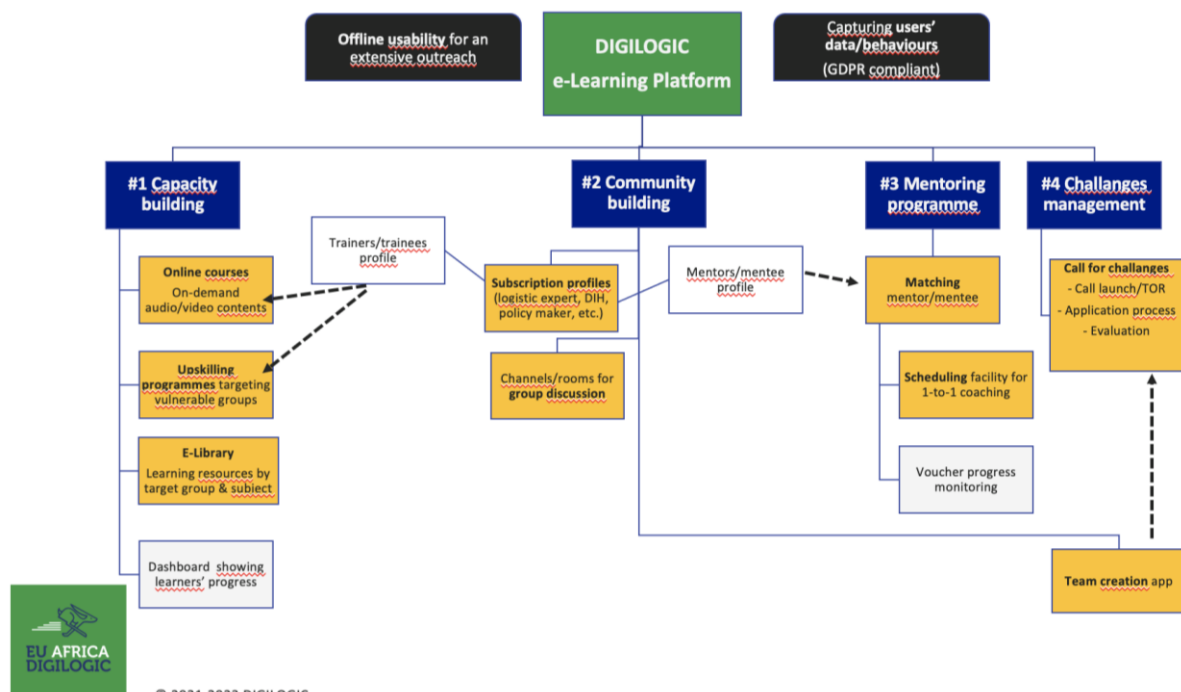 Offline usability for an
extensive outreach
DIGILOGIC
e-Learning Platform
Capturing users'
data/behaviours
(GDPR compliant)
#1 Capacity
building
#2 Community
building
#3 Mentoring
programme
#4 Challanges
management
Trainers/trainees
profile
Online courses
On-demand
audio/video contents
Subscription profiles
(logistic expert, DIH,
policy maker, etc.)
Mentors/mentee
profile
Matching
mentor/mentee
Call for challenges
- Call launch/TOR
- Application process
- Evaluation
Upskilling
programmes targeting
vulnerable groups
Channels/rooms for
group discussion
Scheduling facility for
1-to-1 coaching
E-Library
Learning resources by
target group & subject
Voucher progress
monitoring
Dashboard showing
learners' progress
Team creation app
EU AFRICA
DIGILOGIC
© 2021-2023 DIGILOGIC